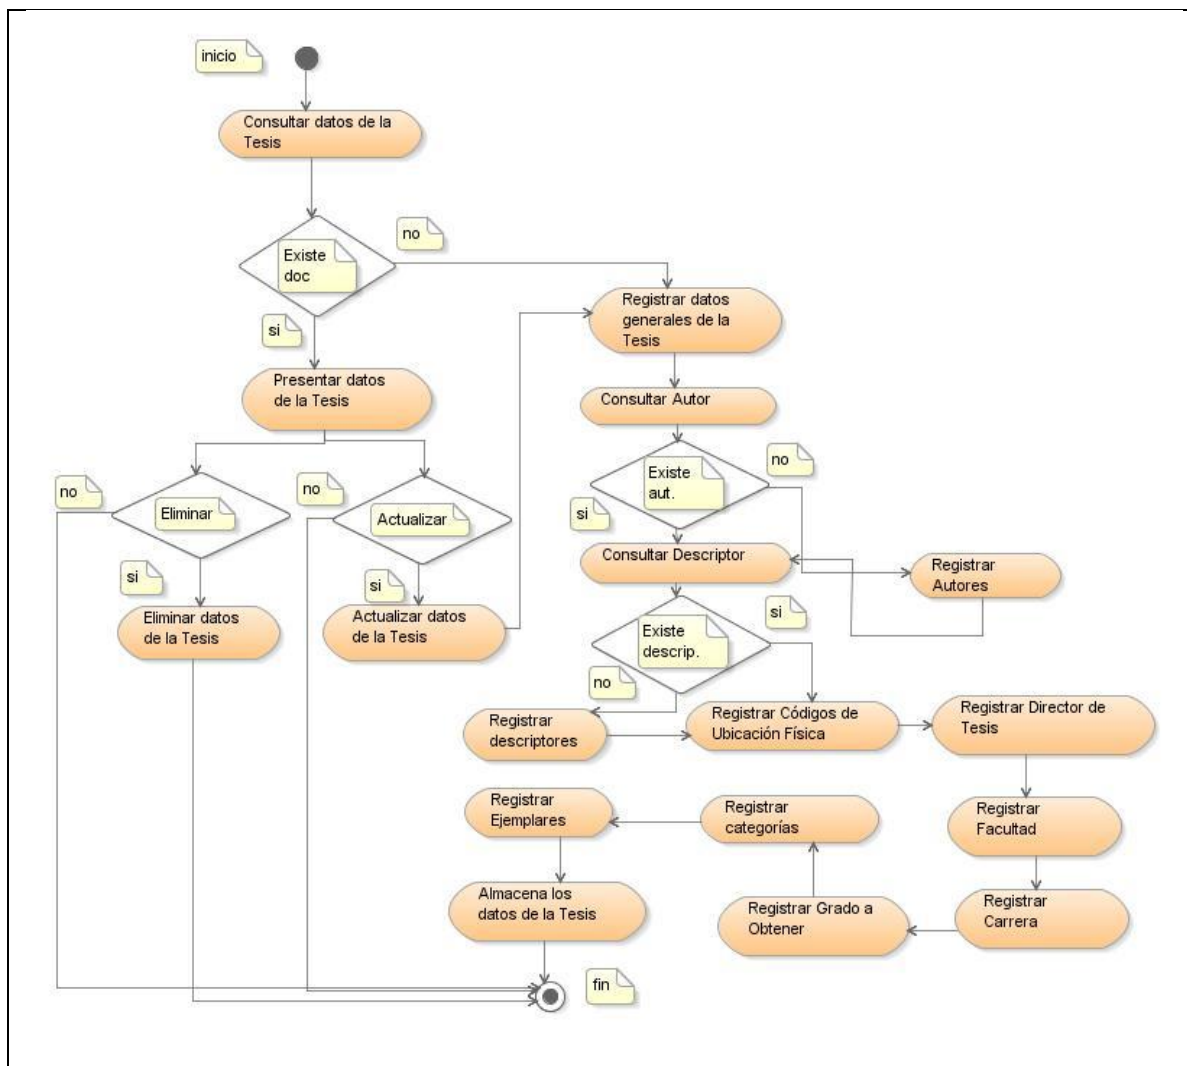 inicio
Consultar datos de la
Tesis
no
Existe
doc
Registrar datos
generales de la
Tesis
si
Presentar datos
de la Tesis
Consultar Autor
no
Existe
aut.
no
Eliminar
no
Actualizar
si
Consultar Descriptor
Registrar
Autores
si
si
si
Eliminar datos
de la Tesis
Actualizar datos
de la Tesis
Existe
descrip.
no
Registrar
descriptores
Registrar Códigos de
Ubicación Física
Registrar Director de
Tesis
Registrar
Ejemplares
Registrar
categorías
Registrar
Facultad
Almacena los
datos de la Tesis
Registrar Grado a
Obtener
Registrar
Carrera
fin